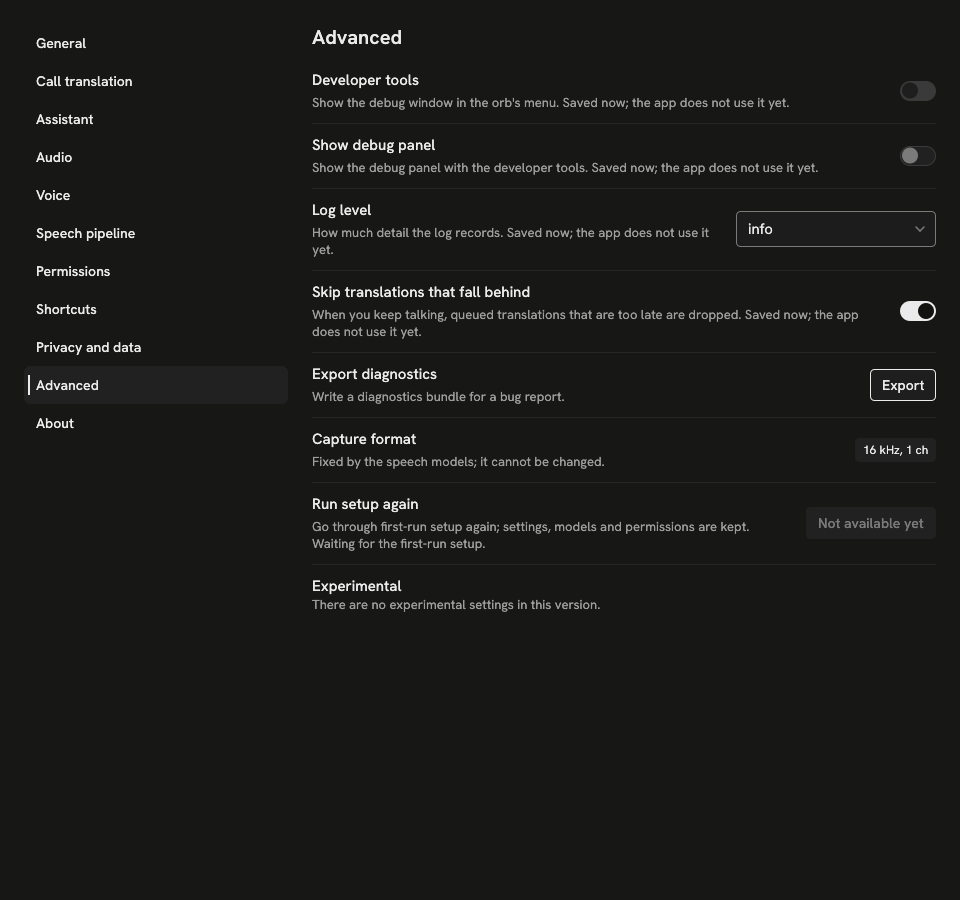 General
Call translation
Assistant
Audio
Voice
Speech pipeline
Permissions
Shortcuts
Privacy and data
Advanced
About
Advanced
Developer tools
Show the debug window in the orb's menu. Saved now; the app does not use it yet.
Show debug panel
Show the debug panel with the developer tools. Saved now; the app does not use it yet.
Log level
How much detail the log records. Saved now; the app does not use it
yet.
info
Skip translations that fall behind
When you keep talking, queued translations that are too late are dropped. Saved now; the app
does not use it yet.
Export diagnostics
Write a diagnostics bundle for a bug report.
Export
Capture format
Fixed by the speech models; it cannot be changed.
16 kHz, 1 ch
Run setup again
Go through first-run setup again; settings, models and permissions are kept.
Waiting for the first-run setup.
Not available yet
Experimental
There are no experimental settings in this version.